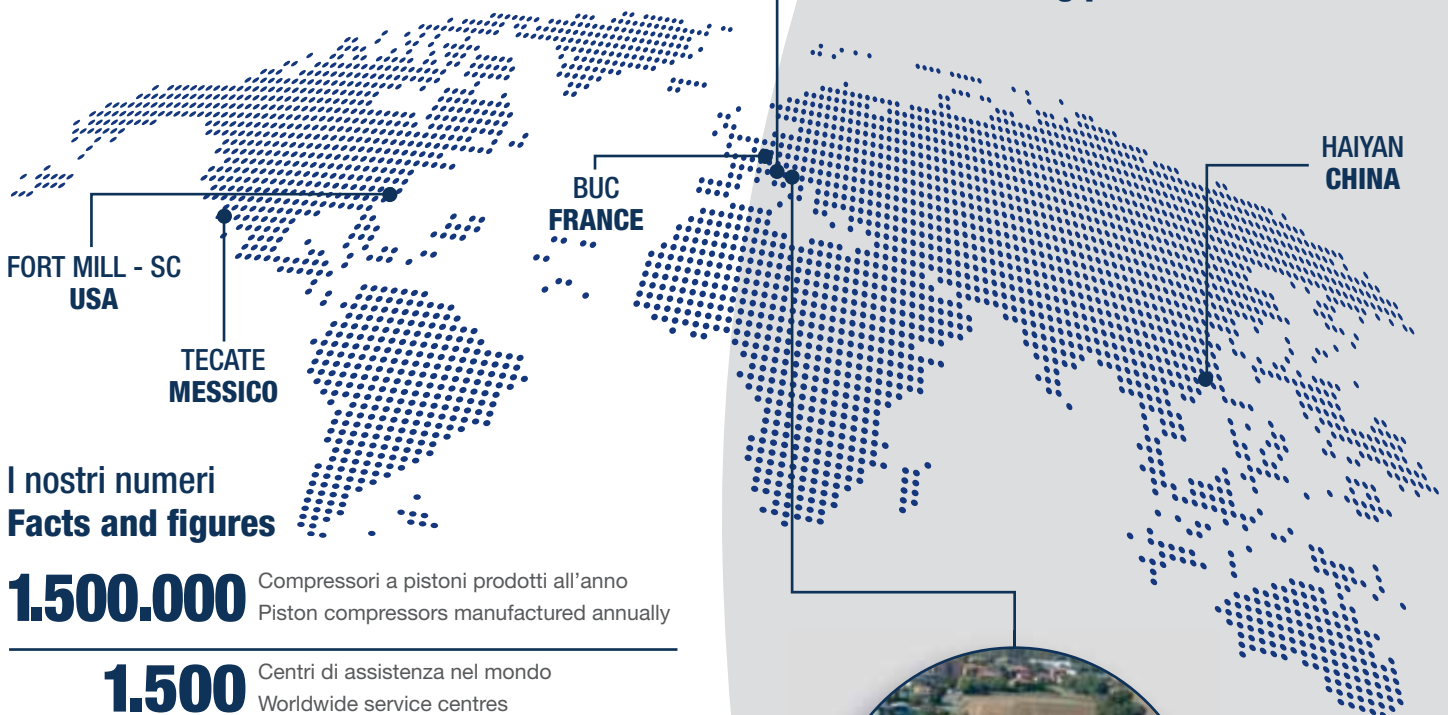 HAIYAN
CHINA
BUC
FRANCE
FORT MILL - SC
USA
TECATE
MESSICO
I nostri numeri
Facts and figures
1.500.000
Compressori a pistoni prodotti all'anno
Piston compressors manufactured annually
1.500
Centri di assistenza nel mondo
Worldwide service centres